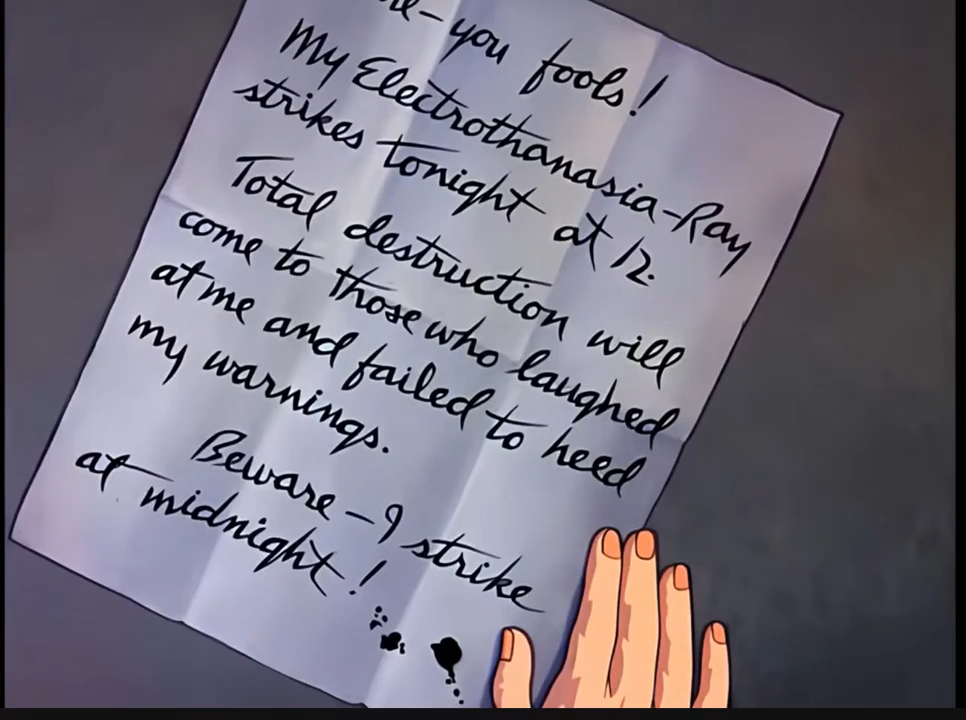 you fools!
My Electrothanasia-Ray
strikes tonight at 12.
Total destruction will
come to those who laughed
at me and failed to heed
my warnings.
Beware - I strike
at midnight!